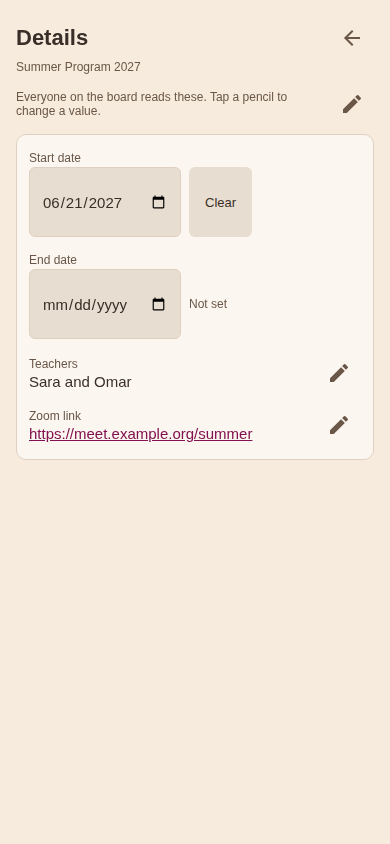 Details
Summer Program 2027
Everyone on the board reads these. Tap a pencil to
change a value.
Start date
06/21/2027
Clear
End date
mm/dd/yyyy
Not set
Teachers
Sara and Omar
Zoom link
https://meet.example.org/summer